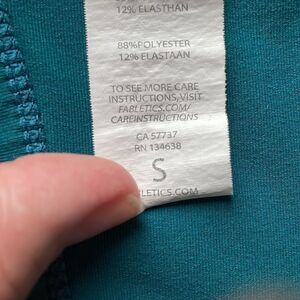 12% ELASTHAN
88%POLYESTER
12% ELASTAAN
TO SEE MORE CARE
INSTRUCTIONS,VISIT
FABLETICS.COM/
CAREINSTRUCTIONS
CA 57737
RN 134638
S
BLETICS.COM